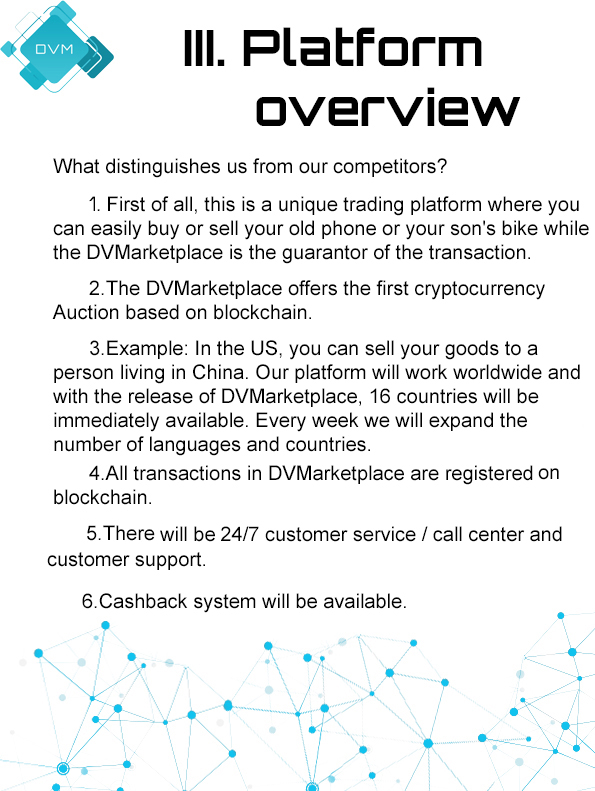 DVM
III. Platform
overview
What distinguishes us from our competitors?
1. First of all, this is a unique trading platform where you
can easily buy or sell your old phone or your son's bike while
the DVMarketplace is the guarantor of the transaction.
2.The DVMarketplace offers the first cryptocurrency
Auction based on blockchain.
3.Example: In the US, you can sell your goods to a
person living in China. Our platform will work worldwide and
with the release of DVMarketplace, 16 countries will be
immediately available. Every week we will expand the
number of languages and countries.
4.All transactions in DVMarketplace are registered on
blockchain.
5.There will be 24/7 customer service / call center and
customer support.
6.Cashback system will be available.